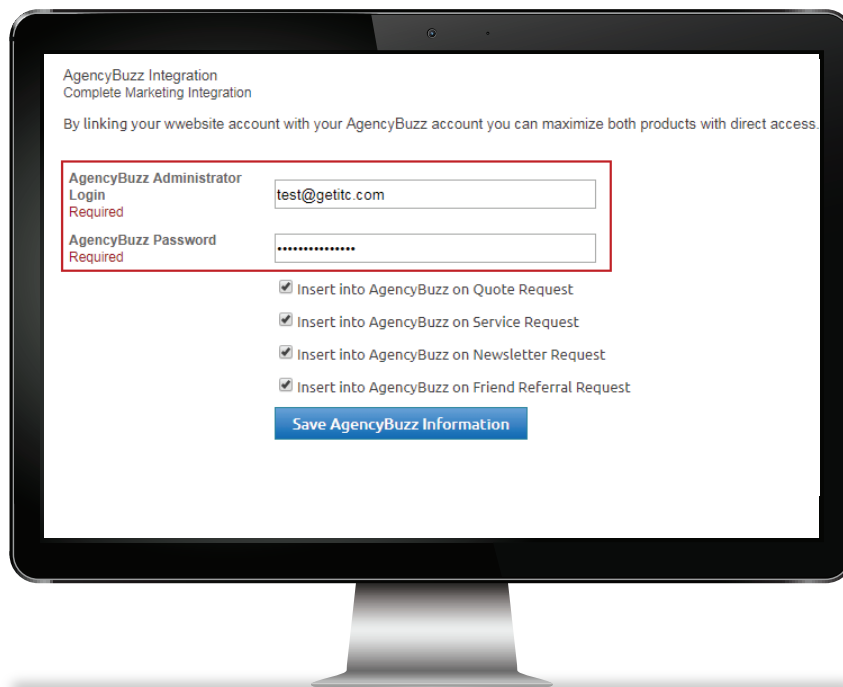 AgencyBuzz Integration
Complete Marketing Integration
By linking your wwebsite account with your AgencyBuzz account you can maximize both products with direct access.
AgencyBuzz Administrator
Login
Required
test@getitc.com
AgencyBuzz Password
Required
•••••••••••••••
Insert into AgencyBuzz on Quote Request
Insert into AgencyBuzz on Service Request
Insert into AgencyBuzz on Newsletter Request
Insert into AgencyBuzz on Friend Referral Request
Save AgencyBuzz Information